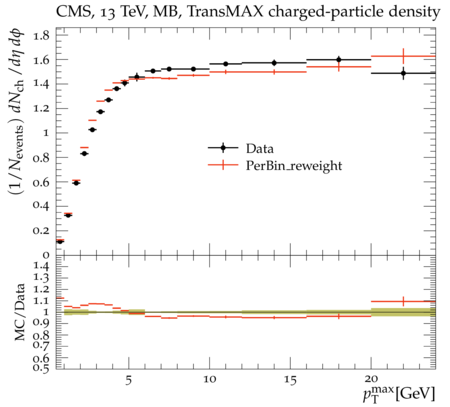 CMS, 13 TeV, MB, TransMAX charged-particle density
(1/N_events) dN_ch / dη dφ
1.6
1.4
1.2
1.0
0.8
0.6
0.4
0.2
0
Data
PerBin_reweight
MC/Data
1.4
1.3
1.2
1.1
1
0.9
0.8
0.7
0.6
0.5
5 10 15 20
p_T^max[GeV]